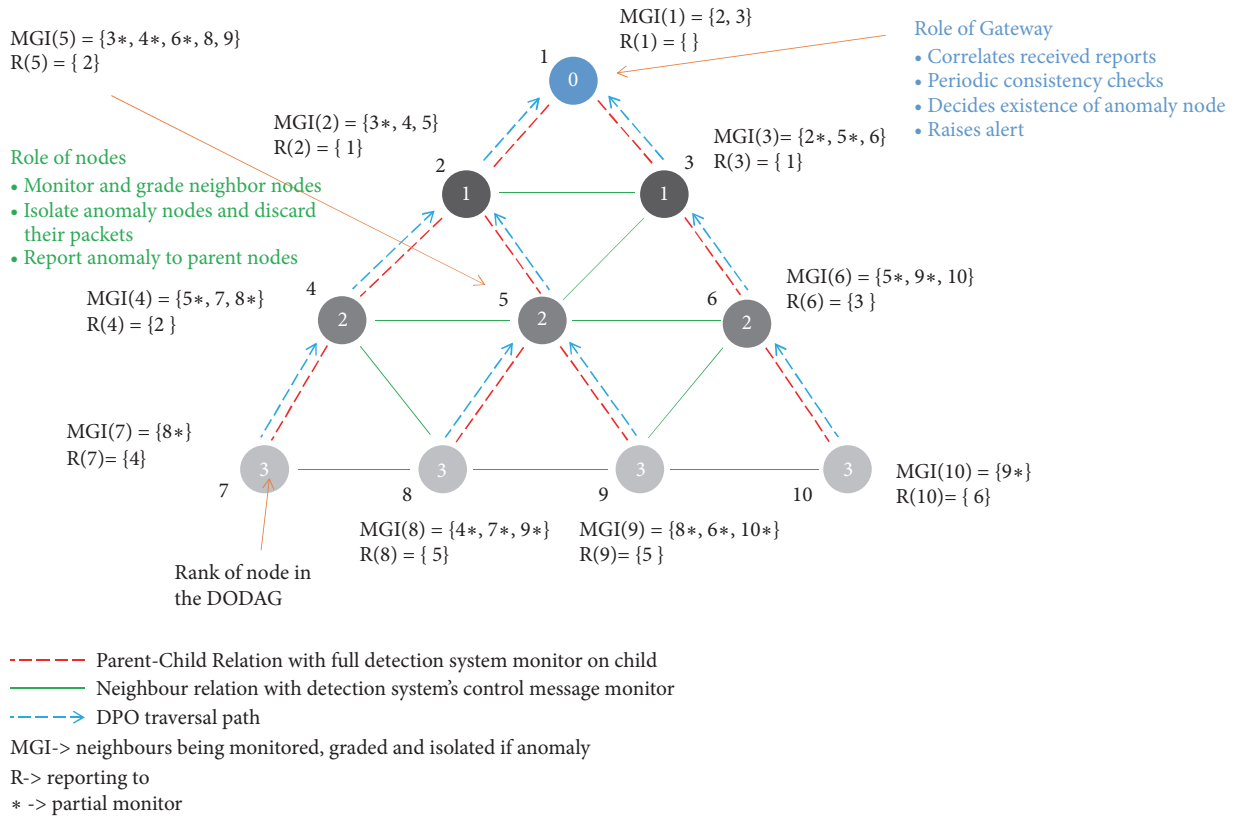 MGI(5) = {3*, 4*, 6*, 8, 9}
R(5) = { 2}
MGI(1) = {2, 3}
R(1) = { }
Role of Gateway
• Correlates received reports
• Periodic consistency checks
• Decides existence of anomaly node
• Raises alert
1
0
MGI(2) = {3*, 4, 5}
R(2) = { 1}
MGI(3)= {2*, 5*, 6}
R(3) = { 1}
Role of nodes
• Monitor and grade neighbor nodes
• Isolate anomaly nodes and discard
their packets
• Report anomaly to parent nodes
2
1
3
1
MGI(4) = {5*, 7, 8*}
R(4) = {2 }
4
2
5
2
6
2
MGI(6) = {5*, 9*, 10}
R(6) = {3 }
MGI(7) = {8*}
R(7)= {4}
7
3
8
3
9
3
10
3
MGI(10) = {9*}
R(10)= { 6}
MGI(8) = {4*, 7*, 9*}
R(8) = { 5}
MGI(9) = {8*, 6*, 10*}
R(9)= {5 }
Rank of node in
the DODAG
Parent-Child Relation with full detection system monitor on child
Neighbour relation with detection system's control message monitor
DPO traversal path
MGI-> neighbours being monitored, graded and isolated if anomaly
R-> reporting to
* -> partial monitor